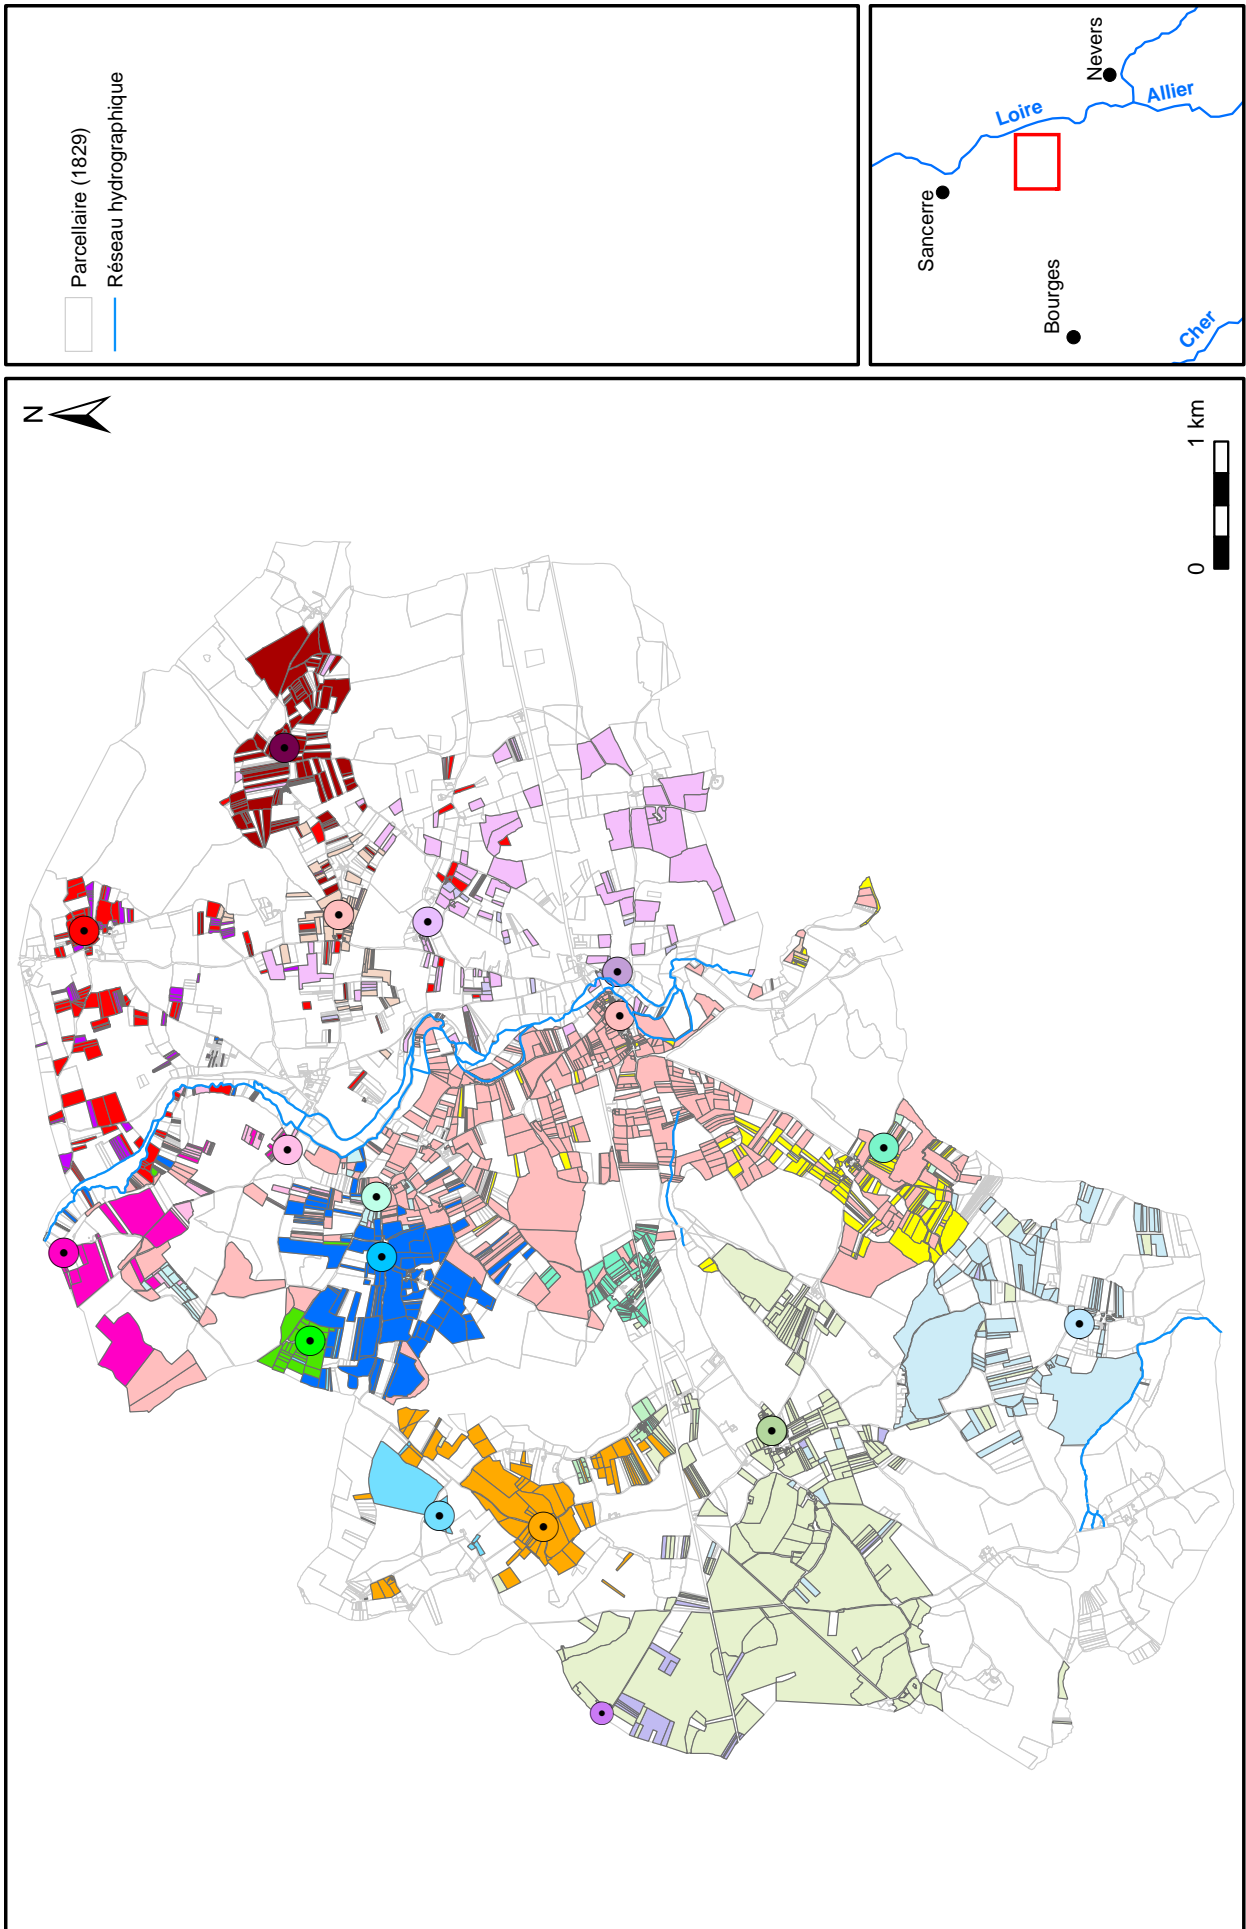 Parcellaire (1829)
Réseau hydrographique
Nevers
Loire
Allier
Sancerre
Bourges
Cher
N
0 1 km